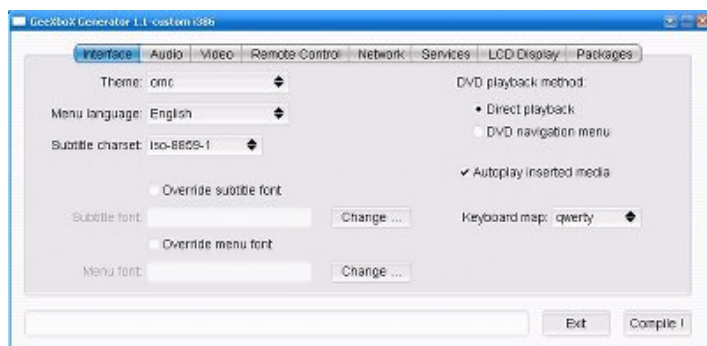 GeeXboX Generator 1.1-custom i386
Interface Audio Video Remote Control Network Services LCD Display Packages
Theme: omc
Menu language: English
Subtitle charset: iso-8859-1
Override subtitle font
Subtitle font: Change ...
Override menu font
Menu font: Change ...
DVD playback method:
Direct playback
DVD navigation menu
Autoplay inserted media
Keyboard map: qwerty
Exit Compile !